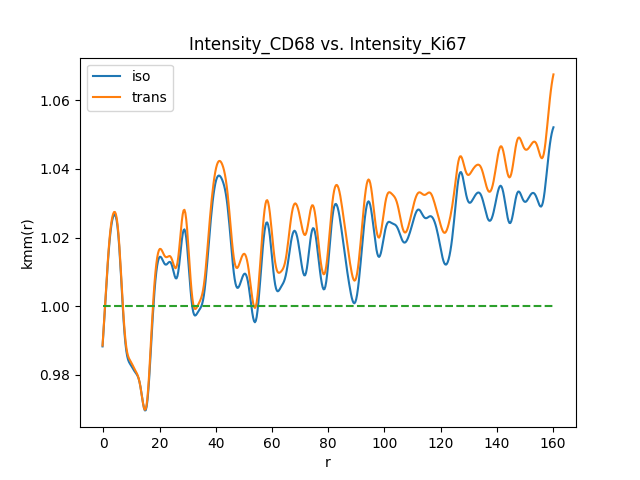 Intensity_CD68 vs. Intensity_Ki67
iso
trans
kmm(r)
1.06
1.04
1.02
1.00
0.98
0 20 40 60 80 100 120 140 160
r